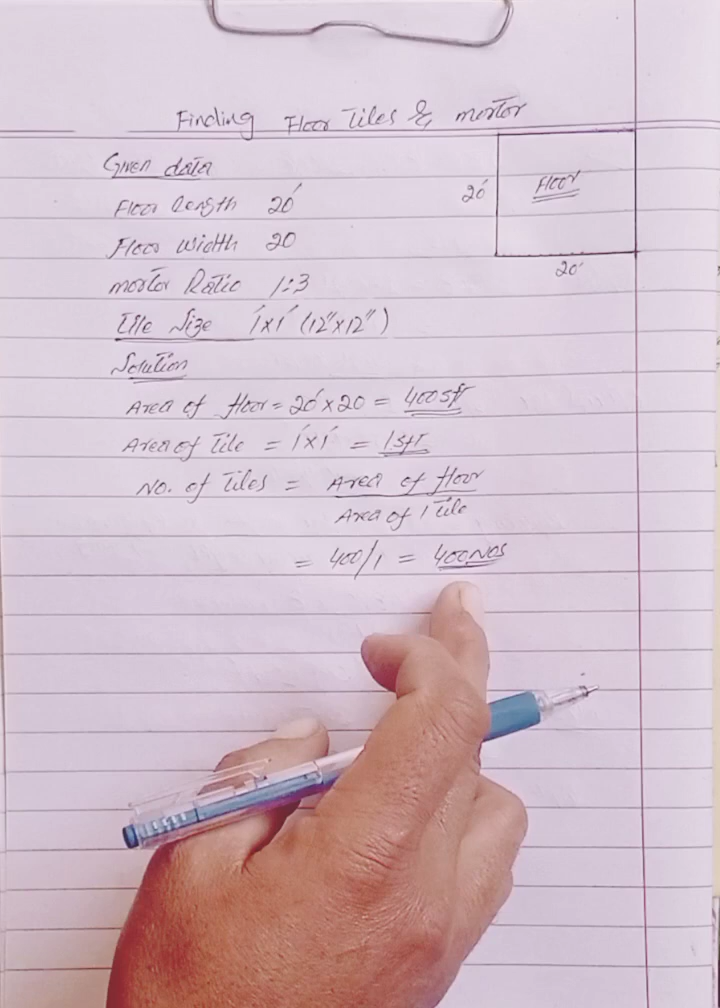 Finding Floor Tiles & mortor
Given data
Floor Length 20'
Floor Width 20
mortor Ratio 1:3
Tile Size 1'x1' (12"x12")
20'
Floor
20'
Solution
Area of floor = 20'x20 = 400sft
Area of Tile = 1'x1' = 1sft
No. of Tiles = Area of floor
Area of 1 Tile
= 400/1 = 400Nos